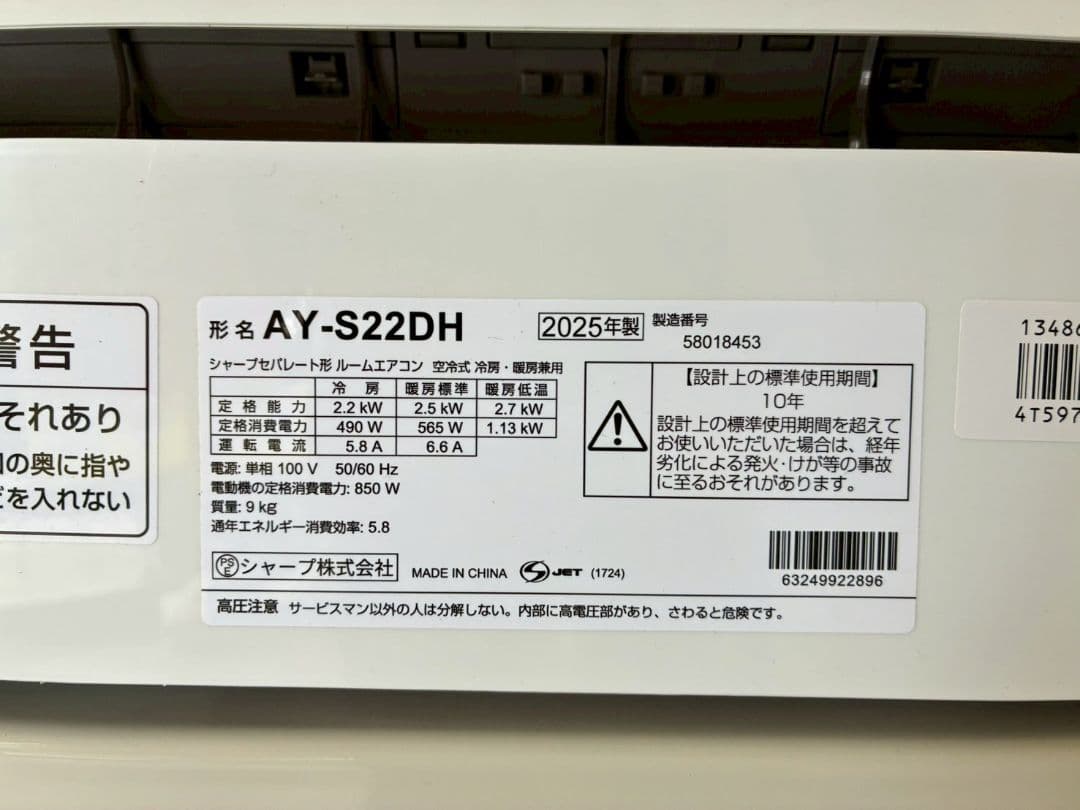 警告
それあり
の奥に指や
を入れない
形名 AY-S22DH 2025年製 製造番号 58018453
シャープセパレート形 ルームエアコン 空冷式 冷房・暖房兼用
冷 房 暖房標準 暖房低温
定格能力 2.2 kW 2.5 kW 2.7 kW
定格消費電力 490 W 565 W 1.13 kW
運転電流 5.8 A 6.6 A
電源: 単相 100 V 50/60 Hz
電動機の定格消費電力: 850 W
質量: 9 kg
通年エネルギー消費効率: 5.8
PSE シャープ株式会社 MADE IN CHINA JET (1724)
【設計上の標準使用期間】
10年
設計上の標準使用期間を超えて
お使いいただいた場合は、経年
劣化による発火・けが等の事故
に至るおそれがあります。
63249922896
高圧注意 サービスマン以外の人は分解しない。内部に高電圧部があり、さわると危険です。
1348
4T597